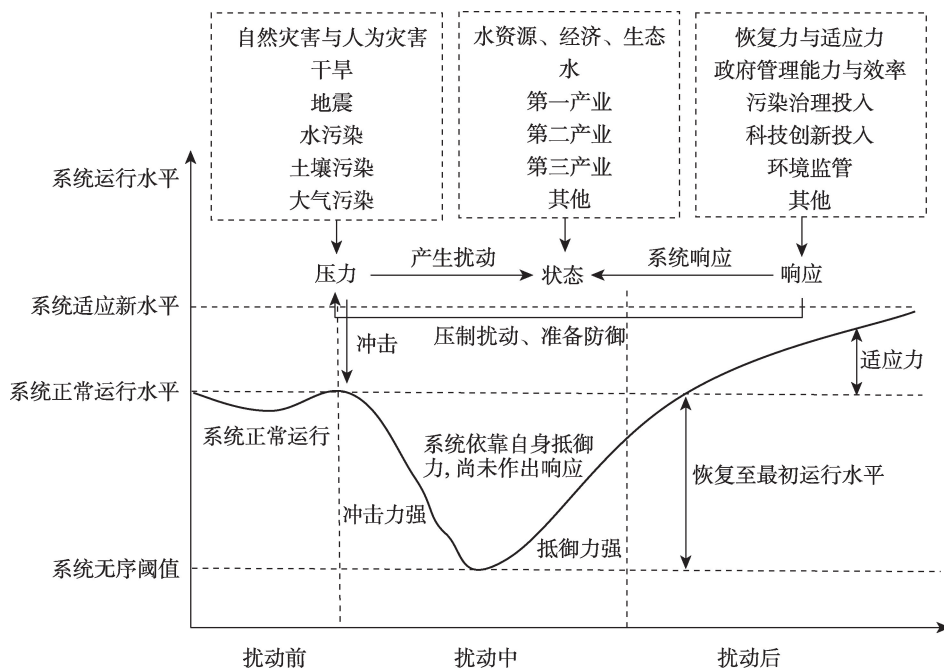 自然灾害与人为灾害
干旱
地震
水污染
土壤污染
大气污染
水资源、经济、生态
水
第一产业
第二产业
第三产业
其他
恢复力与适应力
政府管理能力与效率
污染治理投入
科技创新投入
环境监管
其他
系统运行水平
压力
产生扰动
状态
系统响应
响应
系统适应新水平
冲击
压制扰动、准备防御
适应力
系统正常运行水平
系统正常运行
系统依靠自身抵御
力,尚未作出响应
恢复至最初运行水平
冲击力强
抵御力强
系统无序阈值
扰动前
扰动中
扰动后